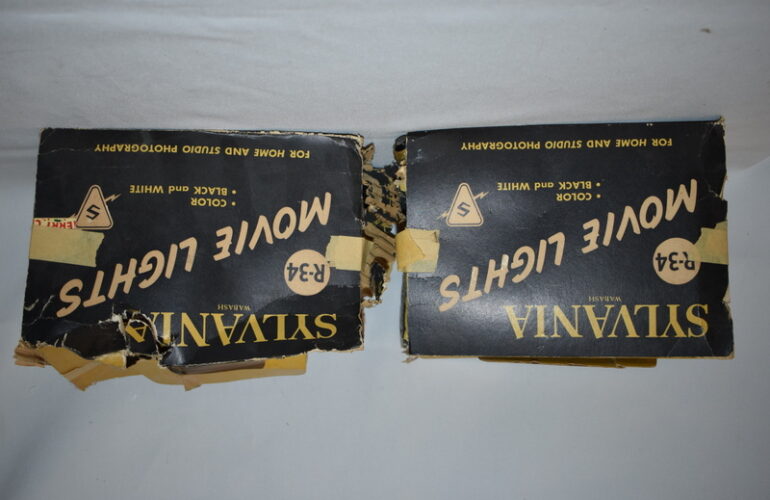 SYLVANIA
WABASH
R-34
MOVIE LIGHTS
• COLOR
• BLACK and WHITE
S
FOR HOME AND STUDIO PHOTOGRAPHY
SYLVANIA
WABASH
R-34
MOVIE LIGHTS
• COLOR
• BLACK and WHITE
S
FOR HOME AND STUDIO PHOTOGRAPHY